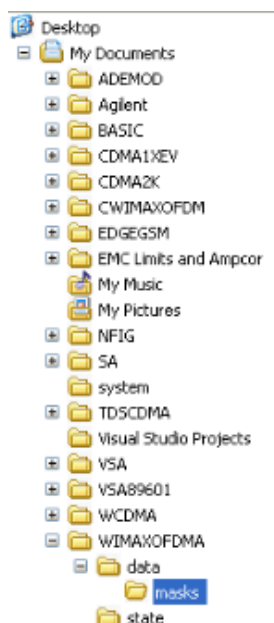 Desktop
My Documents
ADEMOD
Agilent
BASIC
CDMA1XEV
CDMA2K
CWIMAXOFDM
EDGEGSM
EMC Limits and Ampcor
My Music
My Pictures
NFIG
SA
system
TDSCDMA
Visual Studio Projects
VSA
VSA89601
WCDMA
WIMAXOFDMA
data
masks
state